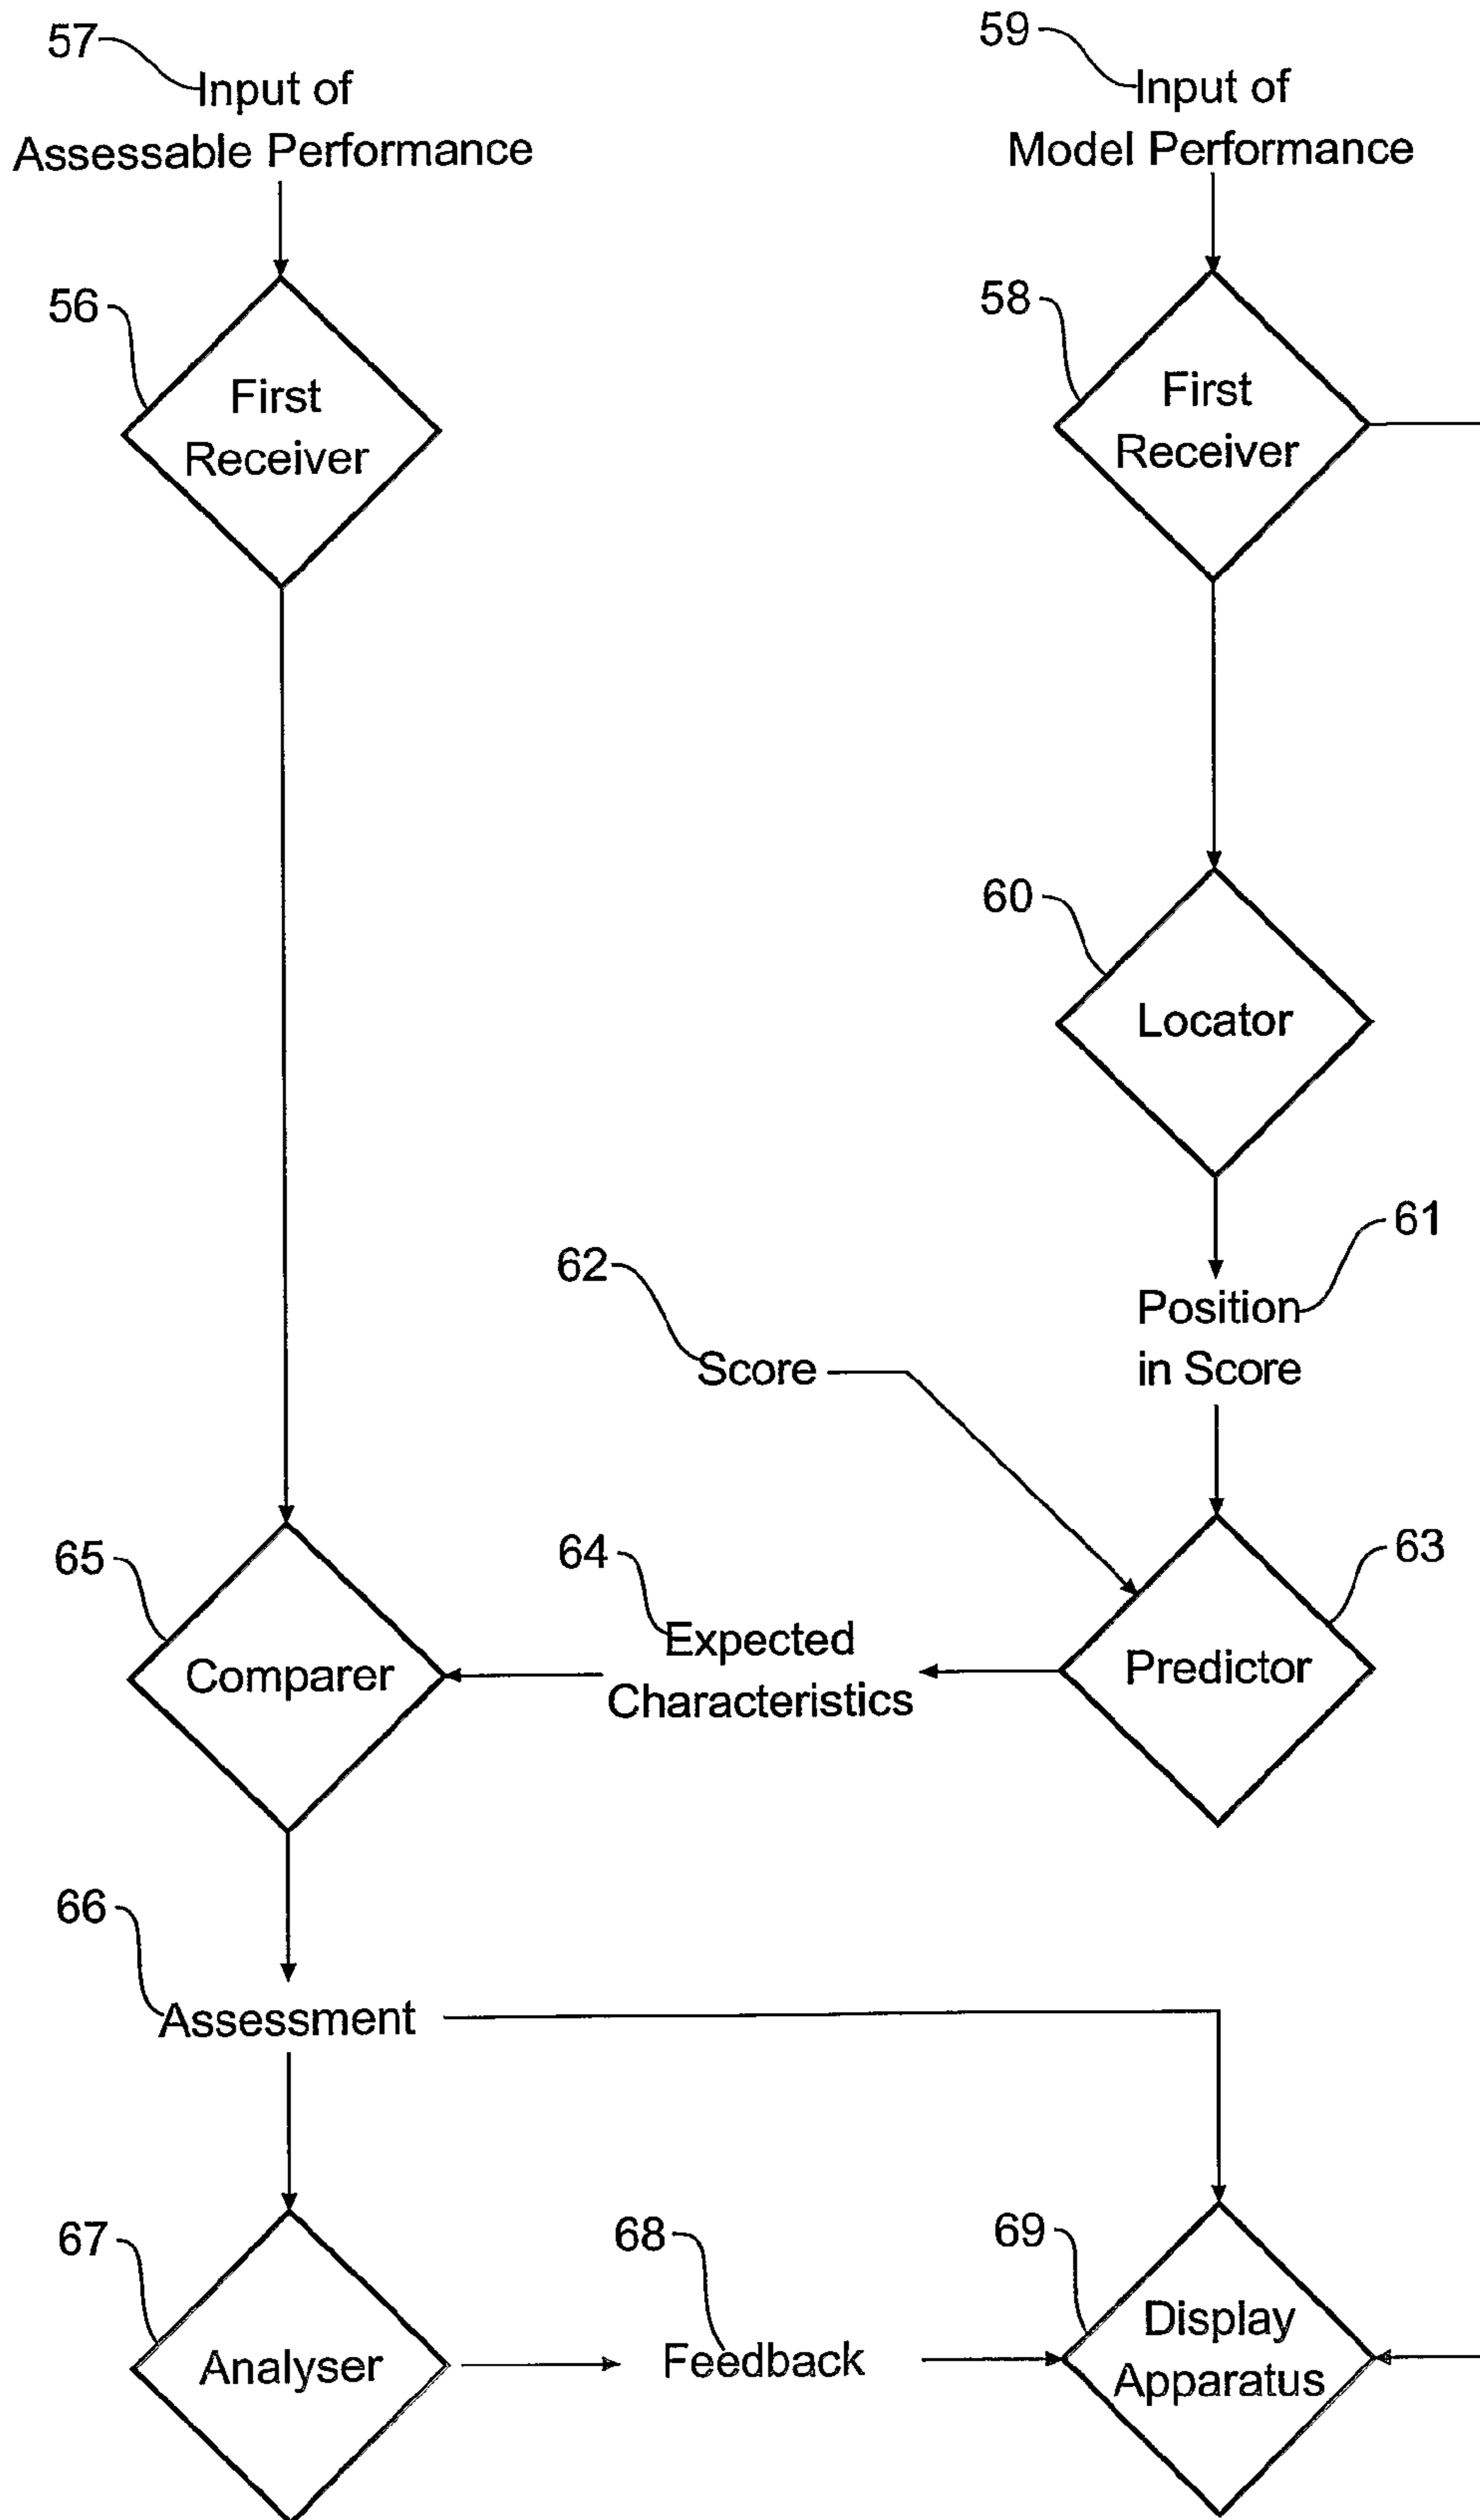 57
Input of
Assessable Performance
59
Input of
Model Performance
56
First
Receiver
58
First
Receiver
60
Locator
61
Position
in Score
62
Score
63
Predictor
64
Expected
Characteristics
65
Comparer
66
Assessment
67
Analyser
68
Feedback
69
Display
Apparatus